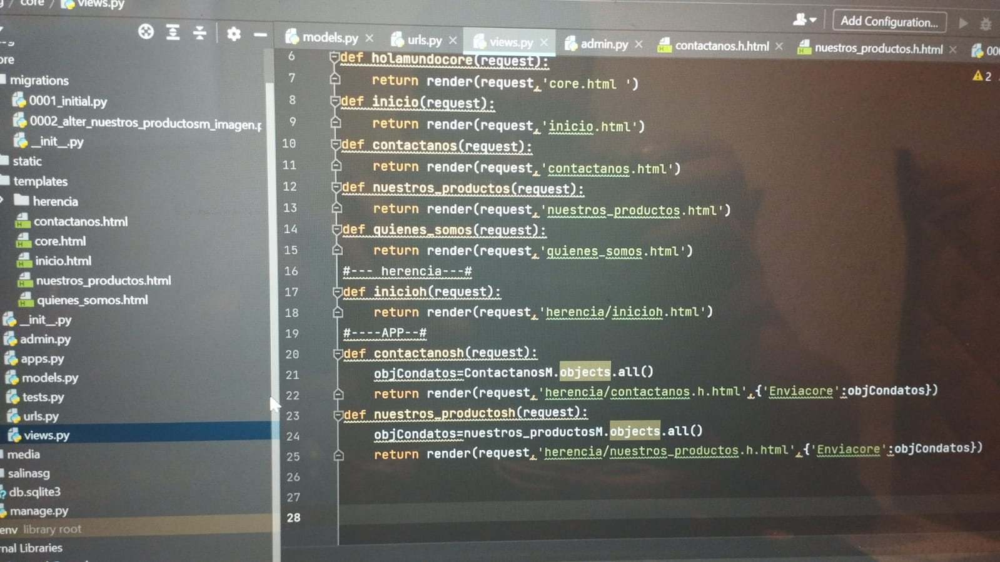 core / views.py
Add Configuration...
models.py
urls.py
views.py
admin.py
contactanos.h.html
nuestros_productos.h.html
2
migrations
0001_initial.py
0002_alter_nuestros_productosm_imagen.p
__init__.py
static
templates
herencia
contactanos.html
core.html
inicio.html
nuestros_productos.html
quienes_somos.html
__init__.py
admin.py
apps.py
models.py
tests.py
urls.py
views.py
media
salinasg
db.sqlite3
manage.py
env library root
nal Libraries
6 def holamundocore(request):
7 return render(request,'core.html ')
8 def inicio(request):
9 return render(request,'inicio.html')
10 def contactanos(request):
11 return render(request,'contactanos.html')
12 def nuestros_productos(request):
13 return render(request,'nuestros_productos.html')
14 def quienes_somos(request):
15 return render(request,'quienes_somos.html')
16 #--- herencia---#
17 def inicioh(request):
18 return render(request,'herencia/inicioh.html')
19 #----APP--#
20 def contactanosh(request):
21 objCondatos=ContactanosM.objects.all()
22 return render(request,'herencia/contactanos.h.html',{'Enviacore':objCondatos})
23 def nuestros_productosh(request):
24 objCondatos=nuestros_productosM.objects.all()
25 return render(request,'herencia/nuestros_productos.h.html',{'Enviacore':objCondatos})
26
27
28